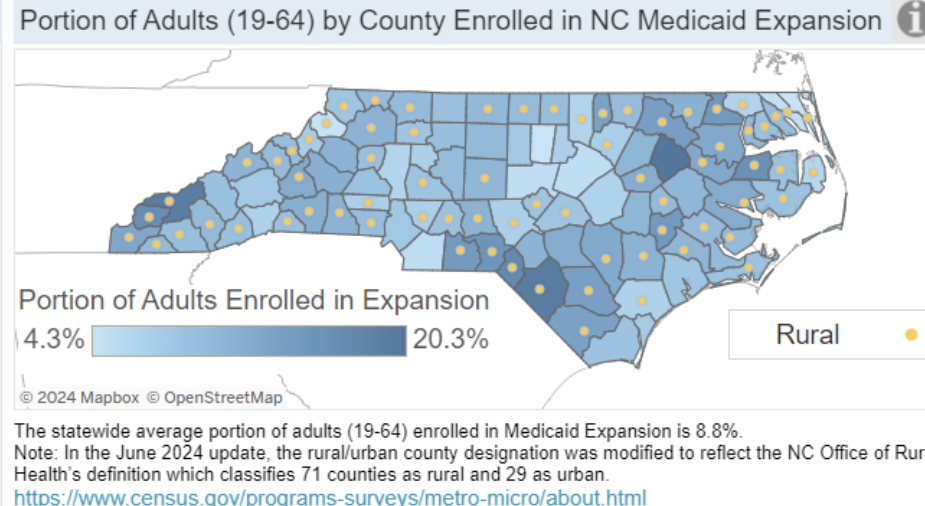 Portion of Adults (19-64) by County Enrolled in NC Medicaid Expansion
Portion of Adults Enrolled in Expansion
4.3% 20.3%
Rural
© 2024 Mapbox © OpenStreetMap
The statewide average portion of adults (19-64) enrolled in Medicaid Expansion is 8.8%.
Note: In the June 2024 update, the rural/urban county designation was modified to reflect the NC Office of Rur
Health's definition which classifies 71 counties as rural and 29 as urban.
https://www.census.gov/programs-surveys/metro-micro/about.html